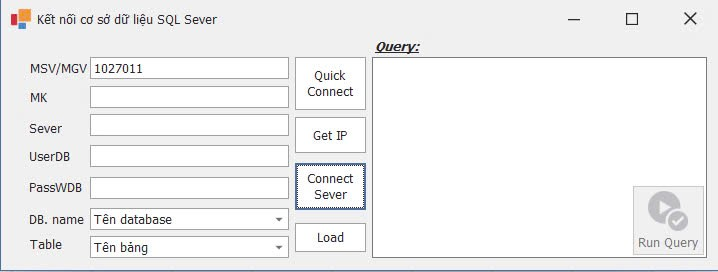 Kết nối cơ sở dữ liệu SQL Sever
Query:
MSV/MGV 1027011
Quick Connect
MK
Sever
Get IP
UserDB
PassWDB
Connect Sever
DB. name Tên database
Table Tên bảng
Load
Run Query